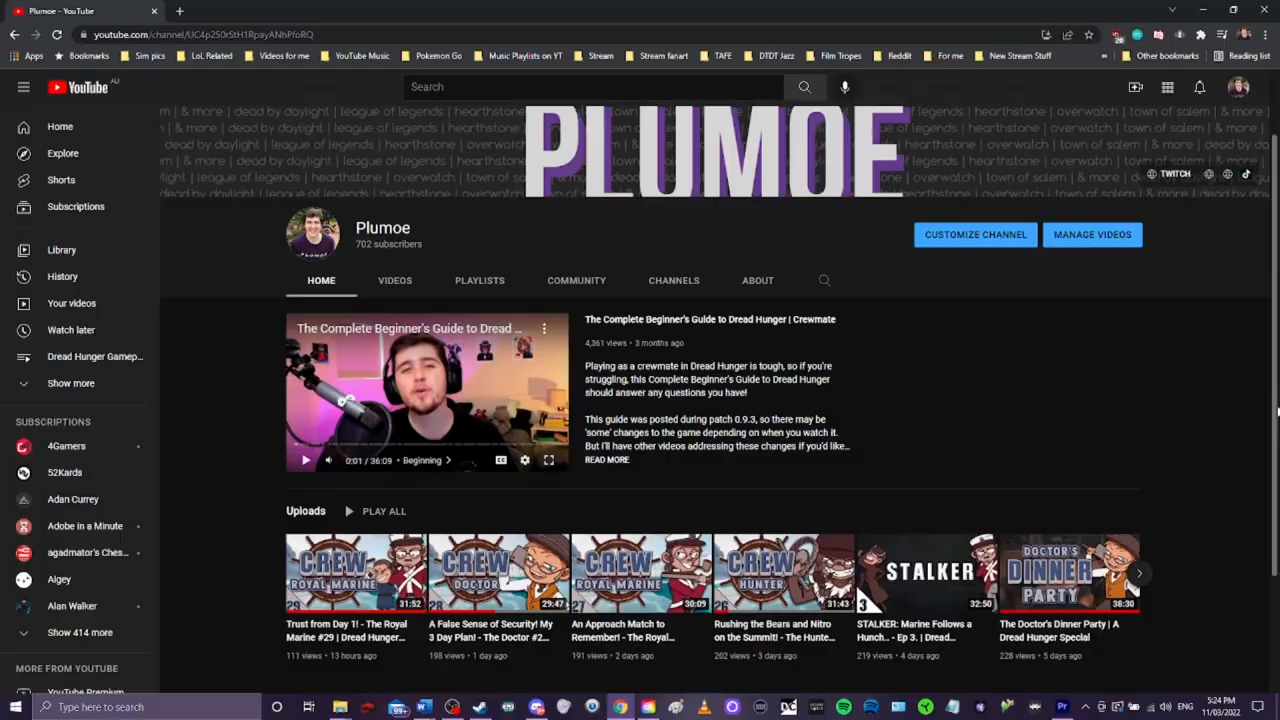 Plumoe - YouTube
youtube.com/channel/UC4p250rStH1RpayANhPfoRQ
Apps Bookmarks Sim pics LoL Related Videos for me YouTube Music Pokemon Go Music Playlists on YT Stream Stream fanart TAFE DTDT Jazz Film Tropes Reddit For me New Stream Stuff » Other bookmarks Reading list
YouTube AU
Search
Home
Explore
Shorts
Subscriptions
Library
History
Your videos
Watch later
Dread Hunger Gamep...
Show more
SUBSCRIPTIONS
4Gamers
52Kards
Adan Currey
Adobe in a Minute
agadmator's Ches...
Algey
Alan Walker
Show 414 more
MORE FROM YOUTUBE
YouTube Premium
PLUMOE
| dead by daylight | league of legends | hearthstone | overwatch | town of salem | & more
TWITCH
Plumoe
702 subscribers
CUSTOMIZE CHANNEL
MANAGE VIDEOS
HOME VIDEOS PLAYLISTS COMMUNITY CHANNELS ABOUT
The Complete Beginner's Guide to Dread ...
0:01 / 36:09 • Beginning
The Complete Beginner's Guide to Dread Hunger | Crewmate
4,361 views • 3 months ago
Playing as a crewmate in Dread Hunger is tough, so if you're
struggling, this Complete Beginner's Guide to Dread Hunger
should answer any questions you have!
This guide was posted during patch 0.9.3, so there may be
'some' changes to the game depending on when you watch it.
But I'll have other videos addressing these changes if you'd like...
READ MORE
Uploads PLAY ALL
CREW
ROYAL MARINE
29
31:52
Trust from Day 1! - The Royal
Marine #29 | Dread Hunger...
111 views • 13 hours ago
CREW
DOCTOR
28
29:47
A False Sense of Security! My
3 Day Plan! - The Doctor #2...
198 views • 1 day ago
CREW
ROYAL MARINE
27
30:09
An Approach Match to
Remember! - The Royal...
191 views • 2 days ago
CREW
HUNTER
26
31:43
Rushing the Bears and Nitro
on the Summit! - The Hunte...
202 views • 3 days ago
STALKER
3
32:50
STALKER: Marine Follows a
Hunch.. - Ep 3. | Dread...
219 views • 4 days ago
DOCTOR'S
DINNER
PARTY
38:30
The Doctor's Dinner Party | A
Dread Hunger Special
228 views • 5 days ago
Type here to search
99+
ENG
5:24 PM
11/03/2022